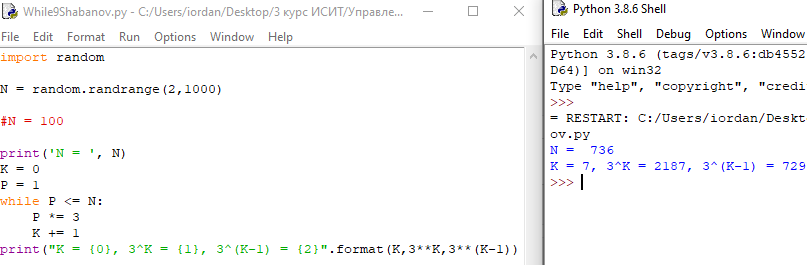 While9Shabanov.py - C:/Users/iordan/Desktop/3 курс ИСИТ/Управле...
File Edit Format Run Options Window Help
import random
N = random.randrange(2,1000)
#N = 100
print('N = ', N)
K = 0
P = 1
while P <= N:
    P *= 3
    K += 1
print("K = {0}, 3^K = {1}, 3^(K-1) = {2}".format(K,3**K,3**(K-1))
Python 3.8.6 Shell
File Edit Shell Debug Options Window
Python 3.8.6 (tags/v3.8.6:db4552
D64)] on win32
Type "help", "copyright", "credi
>>>
= RESTART: C:/Users/iordan/Deskt
ov.py
N =  736
K = 7, 3^K = 2187, 3^(K-1) = 729
>>>